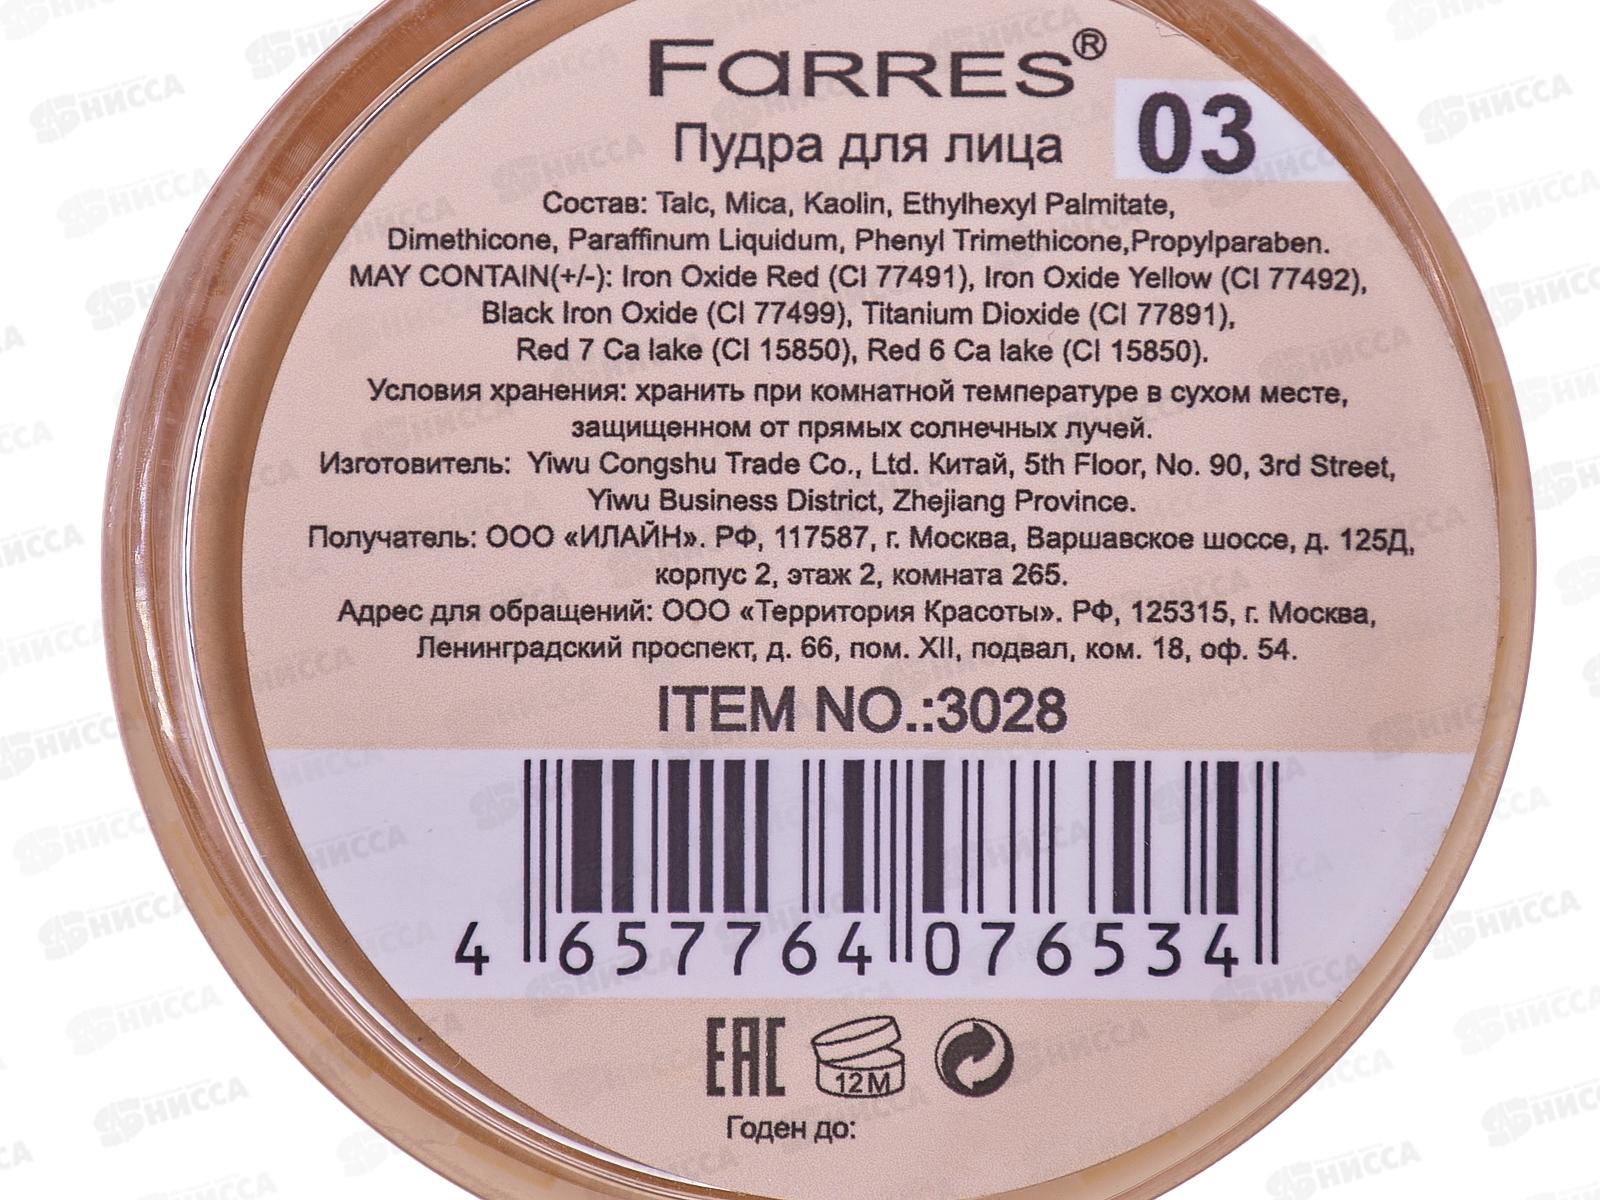 FARRES®
03
Пудра для лица
Состав: Talc, Mica, Kaolin, Ethylhexyl Palmitate,
Dimethicone, Paraffinum Liquidum, Phenyl Trimethicone,Propylparaben.
MAY CONTAIN(+/-): Iron Oxide Red (CI 77491), Iron Oxide Yellow (CI 77492),
Black Iron Oxide (CI 77499), Titanium Dioxide (CI 77891),
Red 7 Ca lake (CI 15850), Red 6 Ca lake (CI 15850).
Условия хранения: хранить при комнатной температуре в сухом месте,
защищенном от прямых солнечных лучей.
Изготовитель: Yiwu Congshu Trade Co., Ltd. Китай, 5th Floor, No. 90, 3rd Street,
Yiwu Business District, Zhejiang Province.
Получатель: ООО «ИЛАЙН». РФ, 117587, г. Москва, Варшавское шоссе, д. 125Д,
корпус 2, этаж 2, комната 265.
Адрес для обращений: ООО «Территория Красоты». РФ, 125315, г. Москва,
Ленинградский проспект, д. 66, пом. XII, подвал, ком. 18, оф. 54.
ITEM NO.:3028
4 657764 076534
EAC
12M
Годен до: